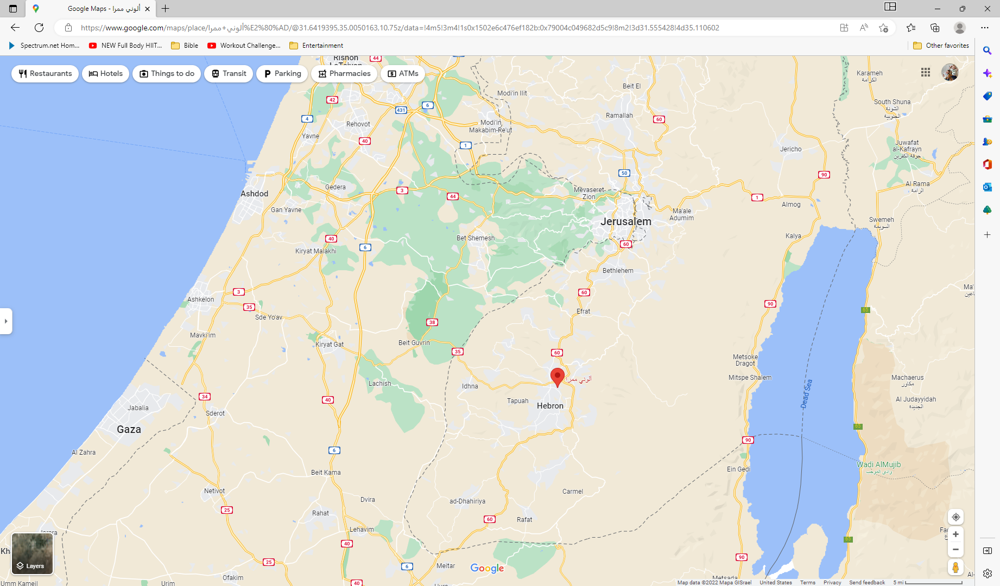 ألوني ممرا - Google Maps
https://www.google.com/maps/place/ألوني+ممرا%E2%80%AD/@31.6419395,35.0050163,10.75z/data=!4m5!3m4!1s0x1502e6c476ef182b:0x79004c049682d5c9!8m2!3d31.555428!4d35.110602
Spectrum.net Hom... NEW Full Body HIIT... Bible Workout Challenge... Entertainment Other favorites
Restaurants Hotels Things to do Transit Parking Pharmacies ATMs
Rishon
44
Karameh
الكرامة
Modi'in Ilit
Beit El
42
431
6
4
South Shuna
الشونة
الجنوبية
Ramallah
60
Rehovot
Modi'in
Makabim-Re'ut
Yavne
40
1
Jericho
Juwafat
al-Kafrayn
جوفة الكفرين
50
90
Gedera
3
44
Mevaseret-
Zion
1
Al Rama
الرامة
Ashdod
Gan Yavne
Almog
Ma'ale
Adumim
Jerusalem
Swemeh
السويمة
40
Bet Shemesh
Kalya
6
60
Kiryat Malakhi
Bethlehem
3
60
Ashkelon
35
90
65
Sde Yo'av
Efrat
38
Mavki'im
Kiryat Gat
Beit Guvrin
35
60
Metsoke
Dragot
Mitspe Shalem
Machaerus
مكاور
ألوني ممرا
Lachish
Idhna
Dead Sea
34
40
Tapuah
Hebron
Al Judayyidah
الجديده
Jabalia
Sderot
Gaza
65
90
Al Zahra
6
Wadi AlMujib
Ein Gedi
Beit Kama
Netivot
Carmel
Dvira
ad-Dhahiriya
25
Rahat
60
Rafat
Lehavim
40
65
Layers
25
6
Meitar
90
Ofakim
Google
Metsada
Umm Kameil
Urim
40
Map data ©2022 Mapa GISrael United States Terms Privacy Send feedback 5 mi